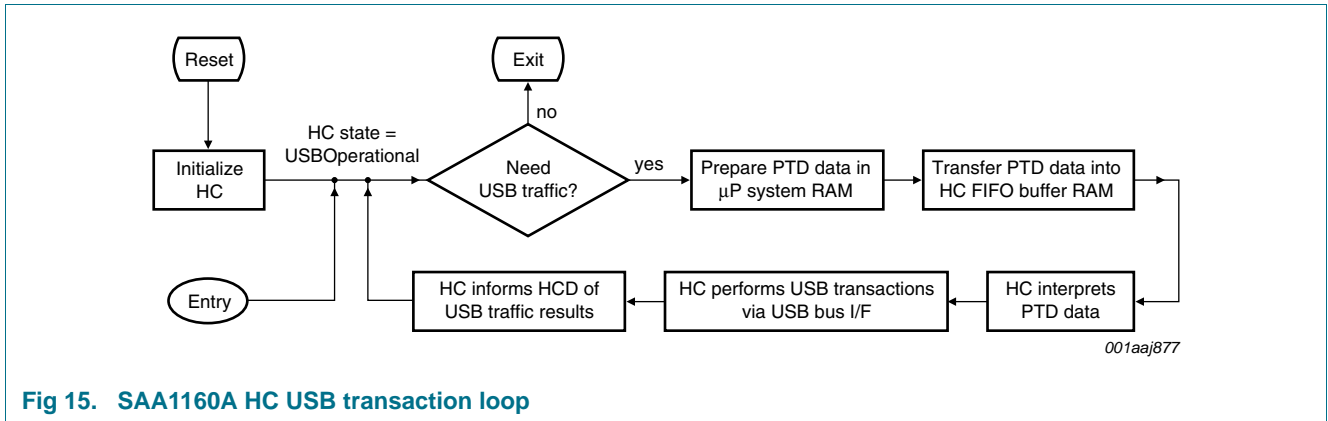 Reset
Exit
no
HC state =
USBOperational
Initialize
HC
Need
USB traffic?
yes
Prepare PTD data in
μP system RAM
Transfer PTD data into
HC FIFO buffer RAM
Entry
HC informs HCD of
USB traffic results
HC performs USB transactions
via USB bus I/F
HC interprets
PTD data
001aaj877
Fig 15. SAA1160A HC USB transaction loop